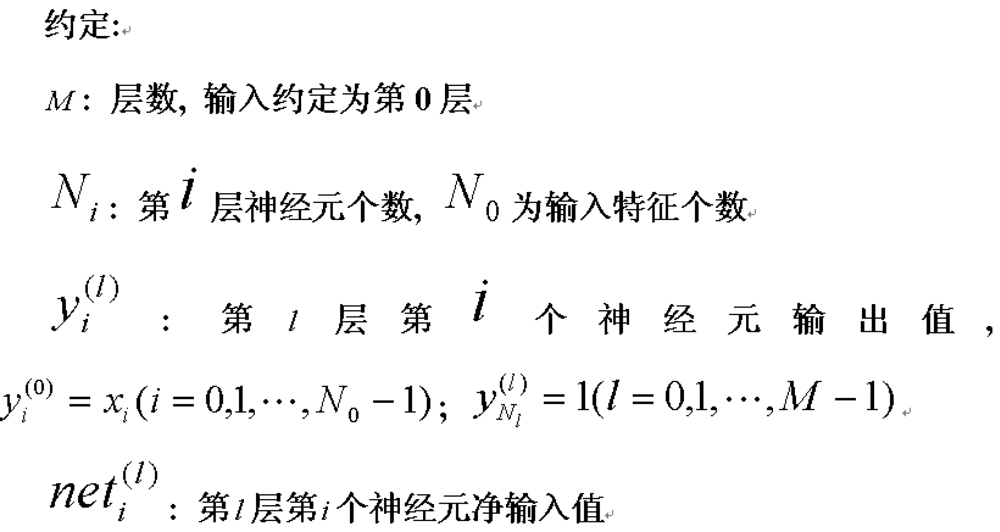 约定:
M：层数, 输入约定为第 0 层
N_i：第 i 层神经元个数, N_0 为输入特征个数
y_i^{(l)}：第 l 层第 i 个神经元输出值，
y_i^{(0)} = x_i(i = 0,1,⋯,N_0 − 1)；y_{N_l}^{(l)} = 1(l = 0,1,⋯,M − 1)
net_i^{(l)}：第 l 层第 i 个神经元净输入值